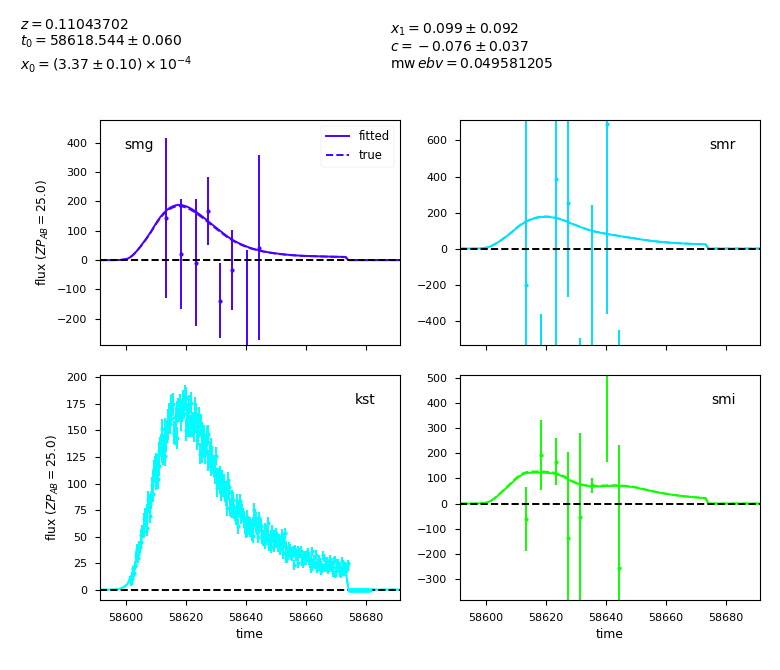 z = 0.11043702
t₀ = 58618.544 ± 0.060
x₀ = (3.37 ± 0.10) × 10⁻⁴
x₁ = 0.099 ± 0.092
c = −0.076 ± 0.037
mw ebv = 0.049581205
smg
fitted
true
400
300
200
100
0
−100
−200
flux (ZP_AB = 25.0)
smr
600
400
200
0
−200
−400
kst
200
175
150
125
100
75
50
25
0
flux (ZP_AB = 25.0)
58600 58620 58640 58660 58680
time
smi
500
400
300
200
100
0
−100
−200
−300
58600 58620 58640 58660 58680
time